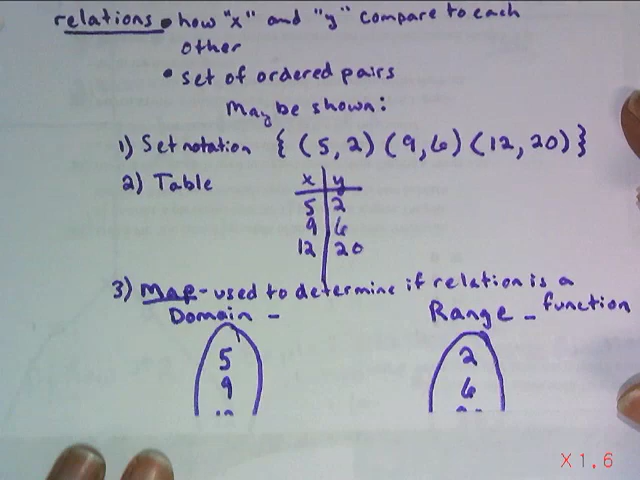 relations • how "x" and "y" compare to each
other
• set of ordered pairs
May be shown:
1) Set notation { (5, 2) (9, 6) (12, 20) }
2) Table
x | y
5 | 2
9 | 6
12 | 20
3) Map - used to determine if relation is a
function
Domain - Range -
5 2
9 6
X1.6